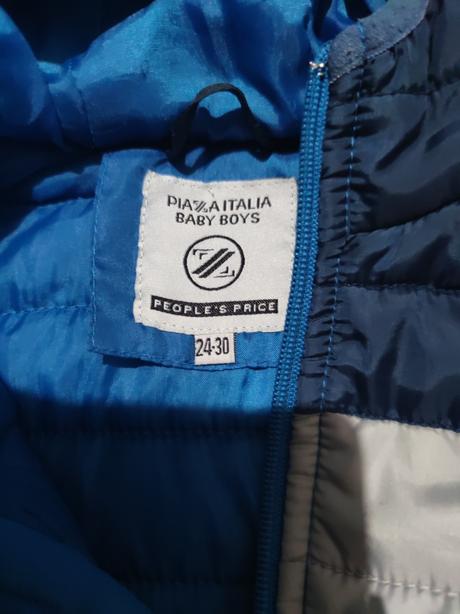 PIAZZA ITALIA
BABY BOYS
PEOPLE'S PRICE
24-30